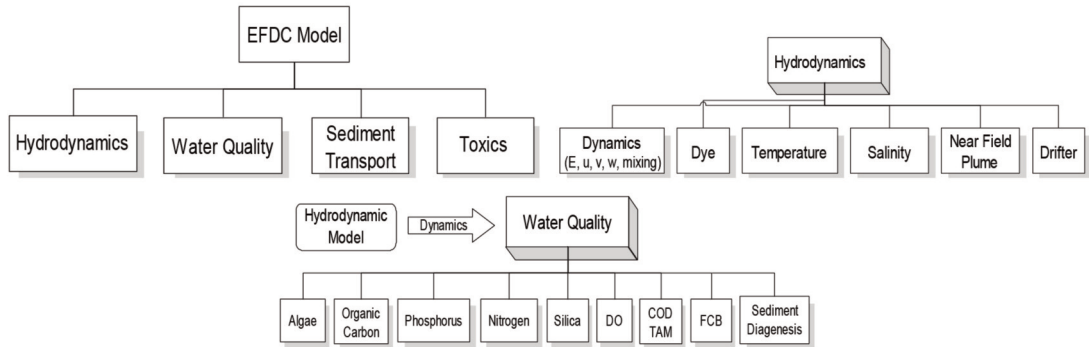 EFDC Model
Hydrodynamics
Water Quality
Sediment
Transport
Toxics
Hydrodynamics
Dynamics
(E, u, v, w, mixing)
Dye
Temperature
Salinity
Near Field
Plume
Drifter
Hydrodynamic
Model
Dynamics
Water Quality
Algae
Organic
Carbon
Phosphorus
Nitrogen
Silica
DO
COD
TAM
FCB
Sediment
Diagenesis